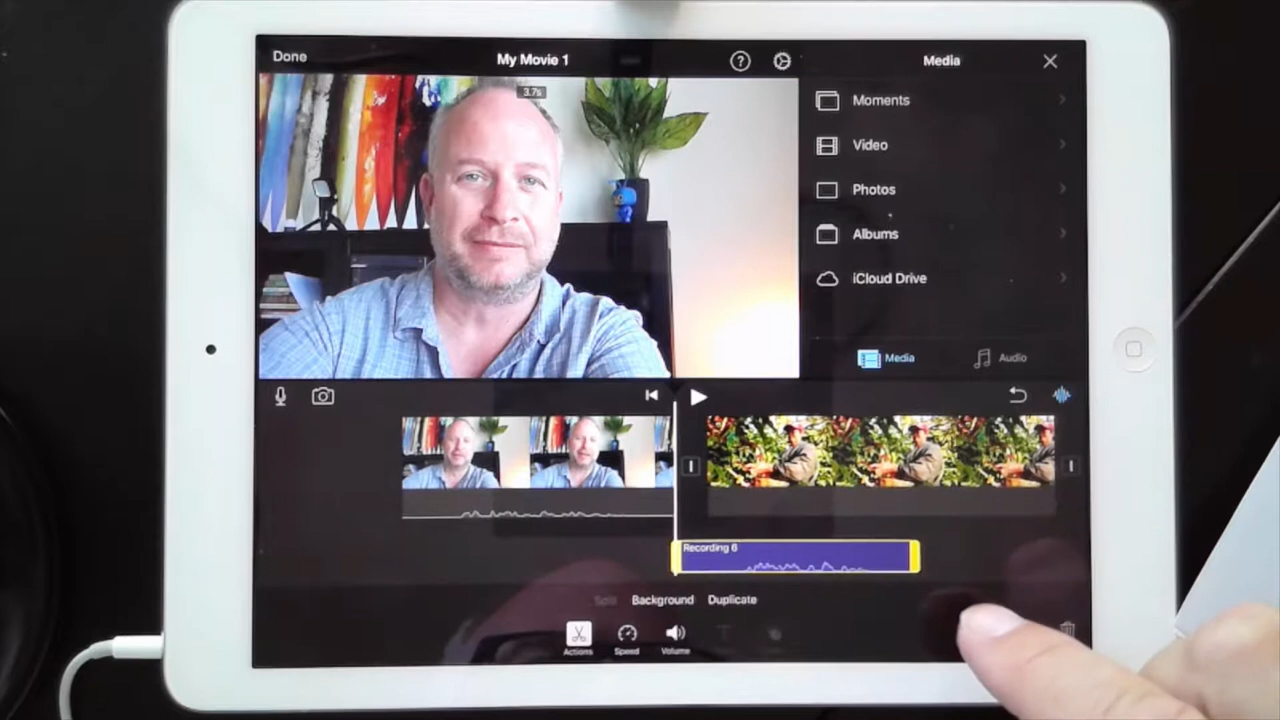 Done
My Movie 1
?
Media
3.7s
Moments
Video
Photos
Albums
iCloud Drive
Media
Audio
Recording 6
Split
Background
Duplicate
Actions
Speed
Volume